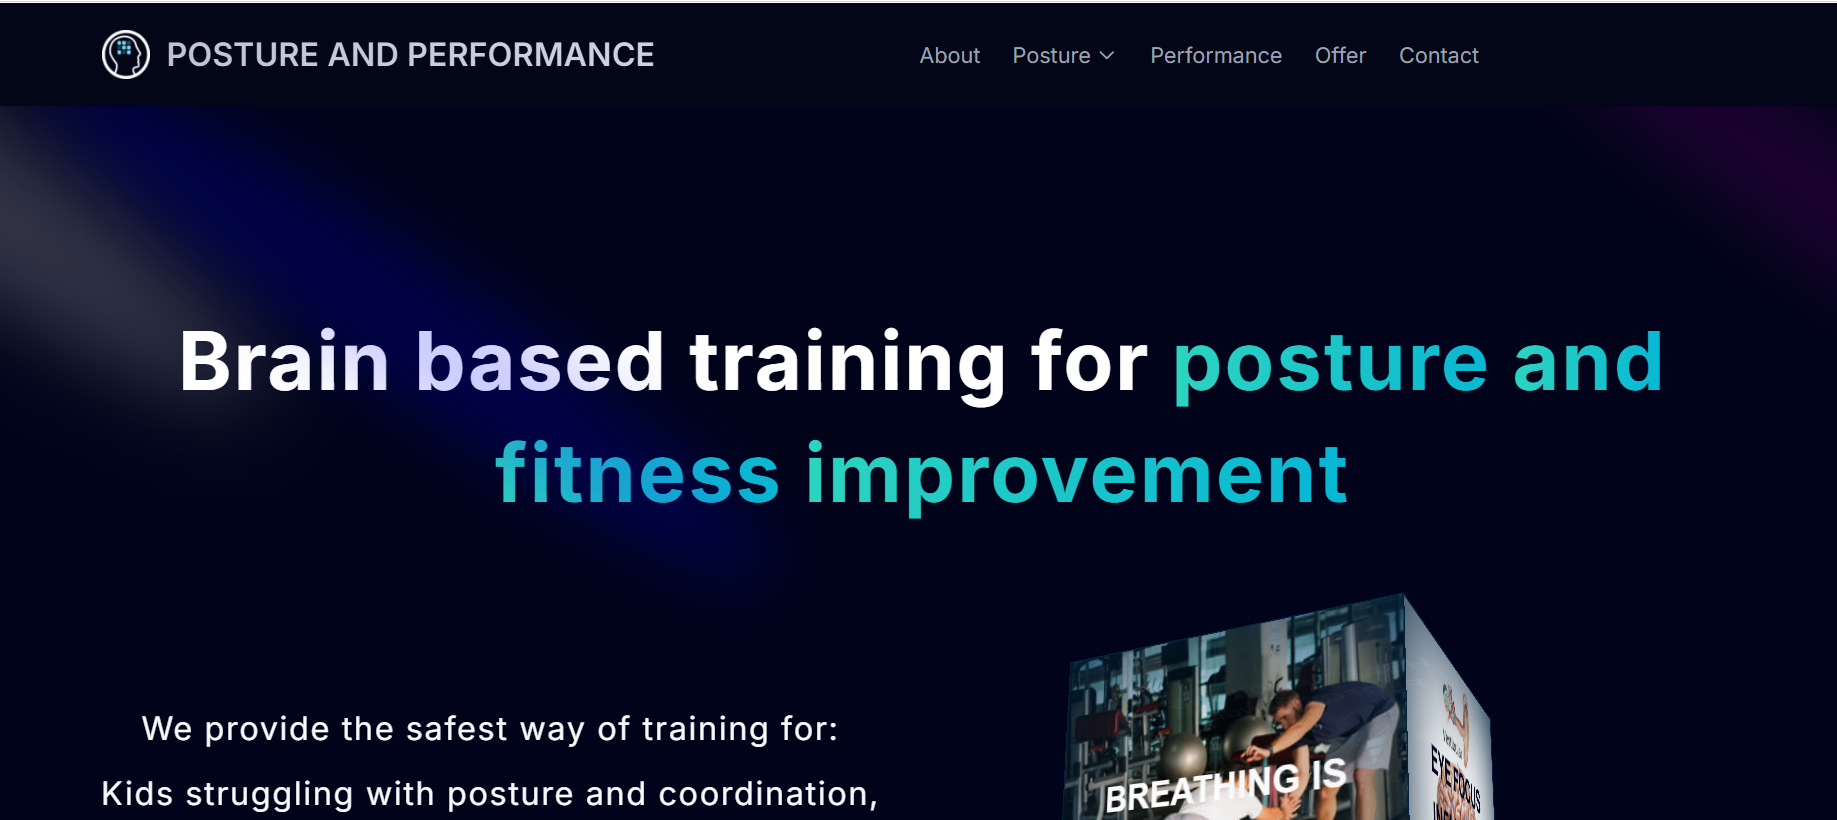 POSTURE AND PERFORMANCE
About Posture Performance Offer Contact
Brain based training for posture and
fitness improvement
We provide the safest way of training for:
Kids struggling with posture and coordination,
BREATHING IS
EYE FOCUS